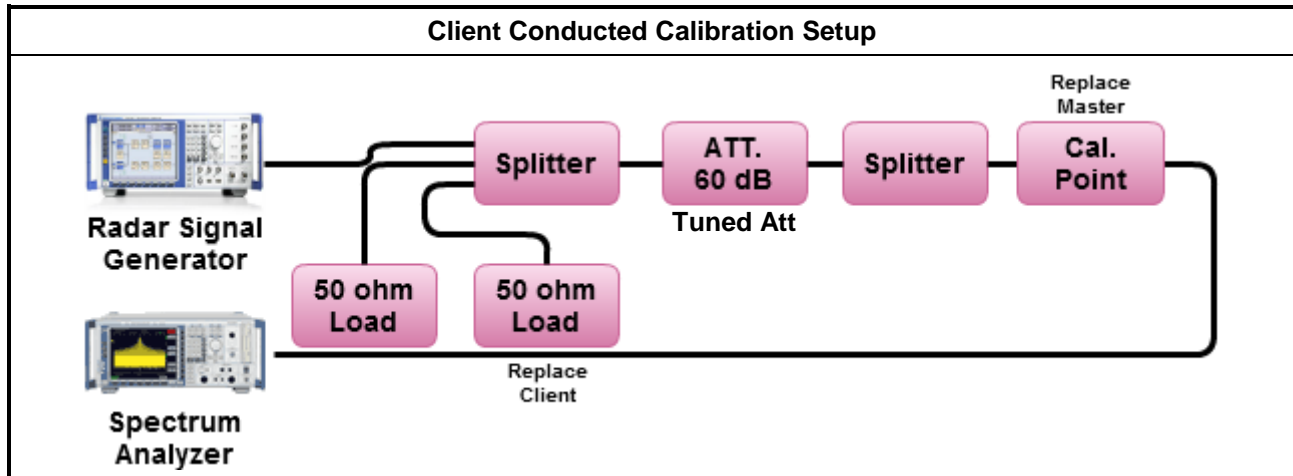 Client Conducted Calibration Setup
Replace
Master
Splitter
ATT.
60 dB
Splitter
Cal.
Point
Tuned Att
Radar Signal
Generator
50 ohm
Load
50 ohm
Load
Replace
Client
Spectrum
Analyzer